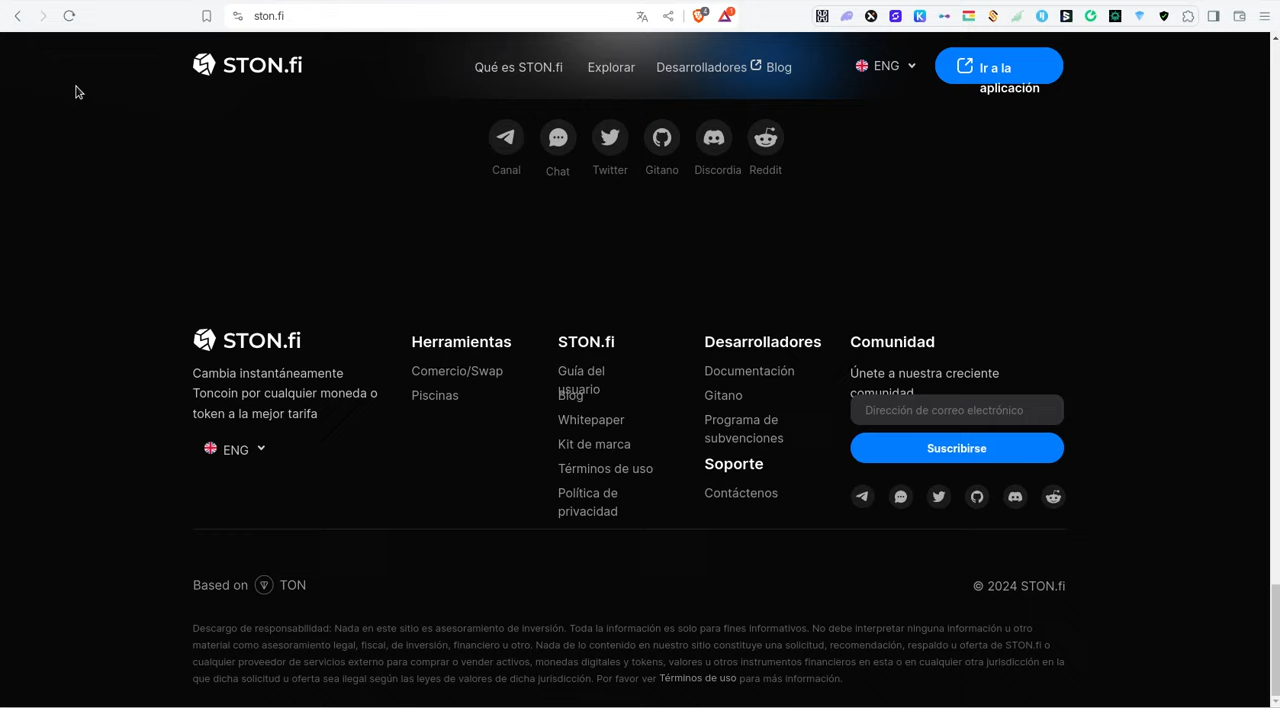 ston.fi
4
1
STON.fi
Qué es STON.fi
Explorar
Desarrolladores
Blog
ENG
Ir a la
aplicación
Canal
Chat
Twitter
Gitano
Discordia
Reddit
STON.fi
Cambia instantáneamente
Toncoin por cualquier moneda o
token a la mejor tarifa
ENG
Herramientas
Comercio/Swap
Piscinas
STON.fi
Guía del
usuario
Blog
Whitepaper
Kit de marca
Términos de uso
Política de
privacidad
Desarrolladores
Documentación
Gitano
Programa de
subvenciones
Soporte
Contáctenos
Comunidad
Únete a nuestra creciente
comunidad
Dirección de correo electrónico
Suscribirse
Based on TON
© 2024 STON.fi
Descargo de responsabilidad: Nada en este sitio es asesoramiento de inversión. Toda la información es solo para fines informativos. No debe interpretar ninguna información u otro
material como asesoramiento legal, fiscal, de inversión, financiero u otro. Nada de lo contenido en nuestro sitio constituye una solicitud, recomendación, respaldo u oferta de STON.fi o
cualquier proveedor de servicios externo para comprar o vender activos, monedas digitales y tokens, valores u otros instrumentos financieros en esta o en cualquier otra jurisdicción en la
que dicha solicitud u oferta sea ilegal según las leyes de valores de dicha jurisdicción. Por favor ver Términos de uso para más información.